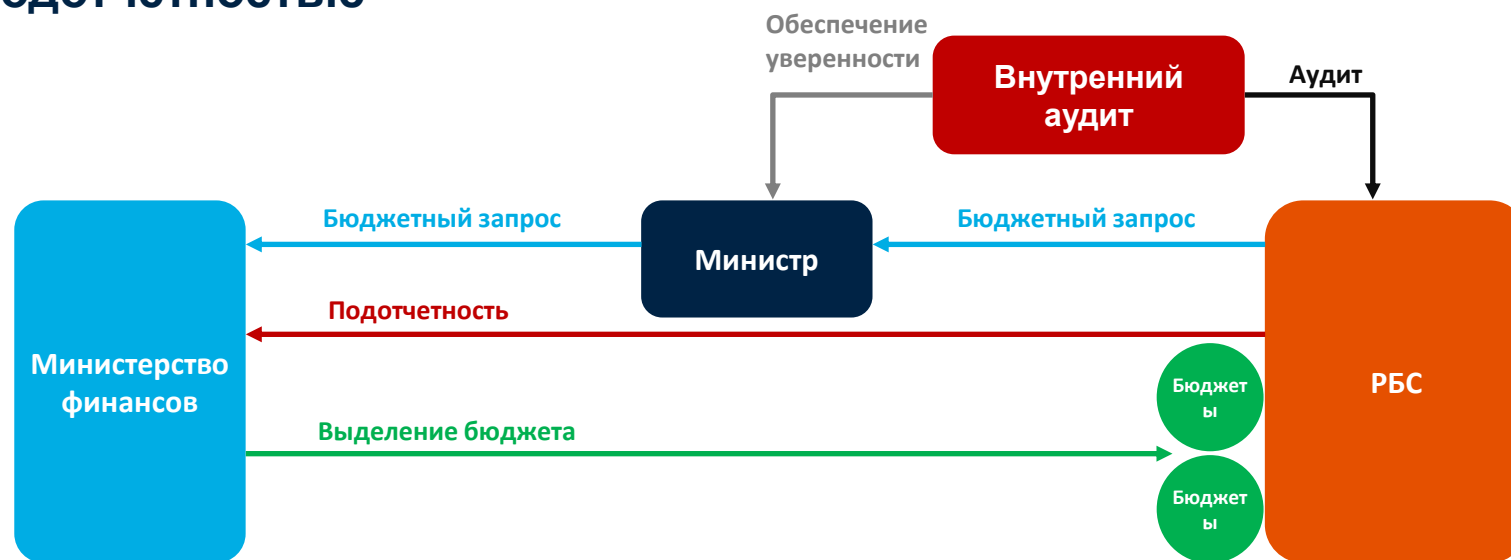 Обеспечение
уверенности
Внутренний
аудит
Аудит
Бюджетный запрос
Министр
Бюджетный запрос
Подотчетность
Министерство
финансов
Бюджет
ы
РБС
Выделение бюджета
Бюджет
ы